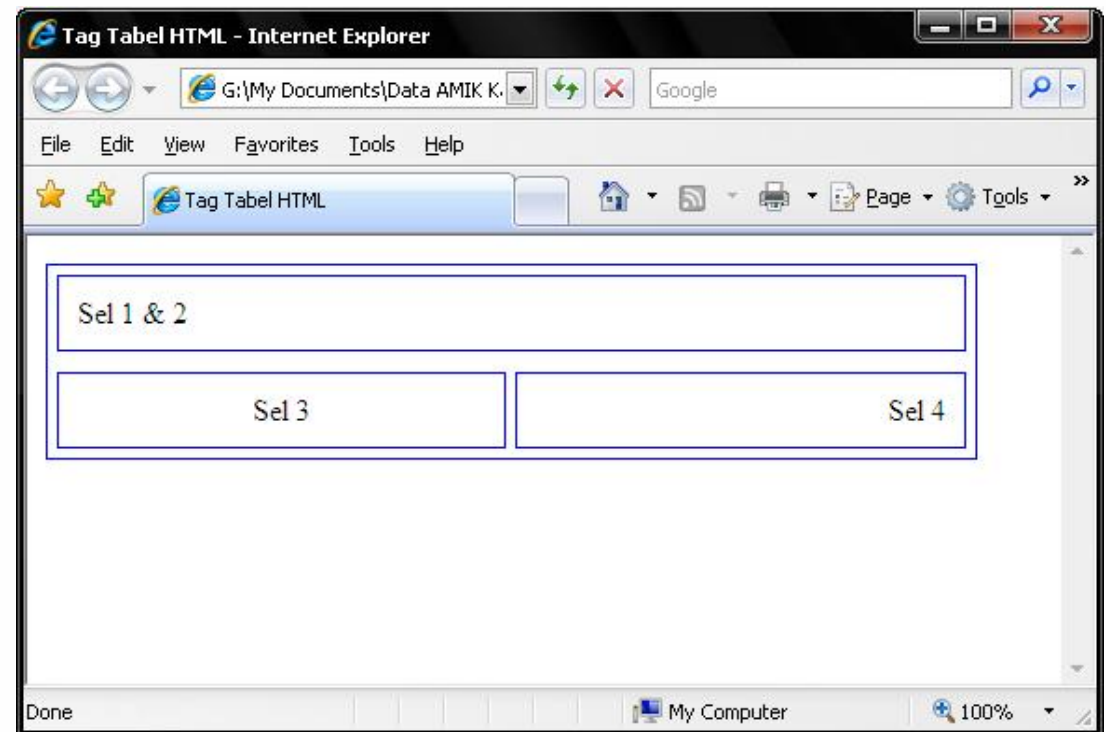 Tag Tabel HTML - Internet Explorer
G:\My Documents\Data AMIK K
Google
File Edit View Favorites Tools Help
Tag Tabel HTML
Page Tools »
Sel 1 & 2
Sel 3 Sel 4
Done My Computer 100%